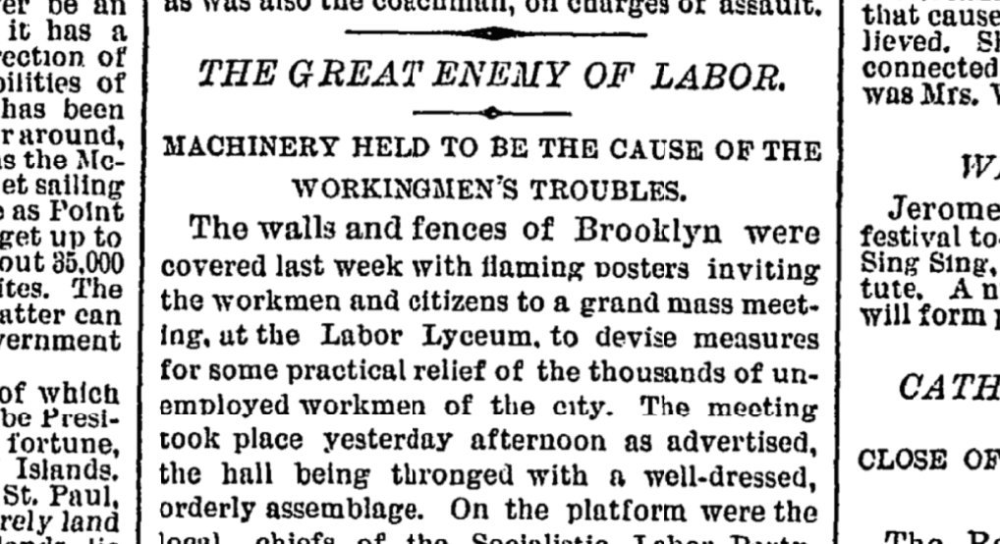 er be an
it has a
rection of
bilities of
has been
r around,
as the Mc-
et sailing
e as Point
get up to
out 35,000
ites. The
atter can
vernment
of which
be Presi-
fortune,
Islands.
St. Paul,
rely land
as was also the coachman, on charges of assault.
THE GREAT ENEMY OF LABOR.
MACHINERY HELD TO BE THE CAUSE OF THE
WORKINGMEN'S TROUBLES.
The walls and fences of Brooklyn were
covered last week with flaming posters inviting
the workmen and citizens to a grand mass meet-
ing, at the Labor Lyceum, to devise measures
for some practical relief of the thousands of un-
employed workmen of the city. The meeting
took place yesterday afternoon as advertised,
the hall being thronged with a well-dressed,
orderly assemblage. On the platform were the
local chiefs of the Socialistic Labor Party
that cause
lieved. Sh
connected
was Mrs. V
WA
Jerome
festival to-
Sing Sing,
tute. A n
will form p
CATH
CLOSE OF
The Ro